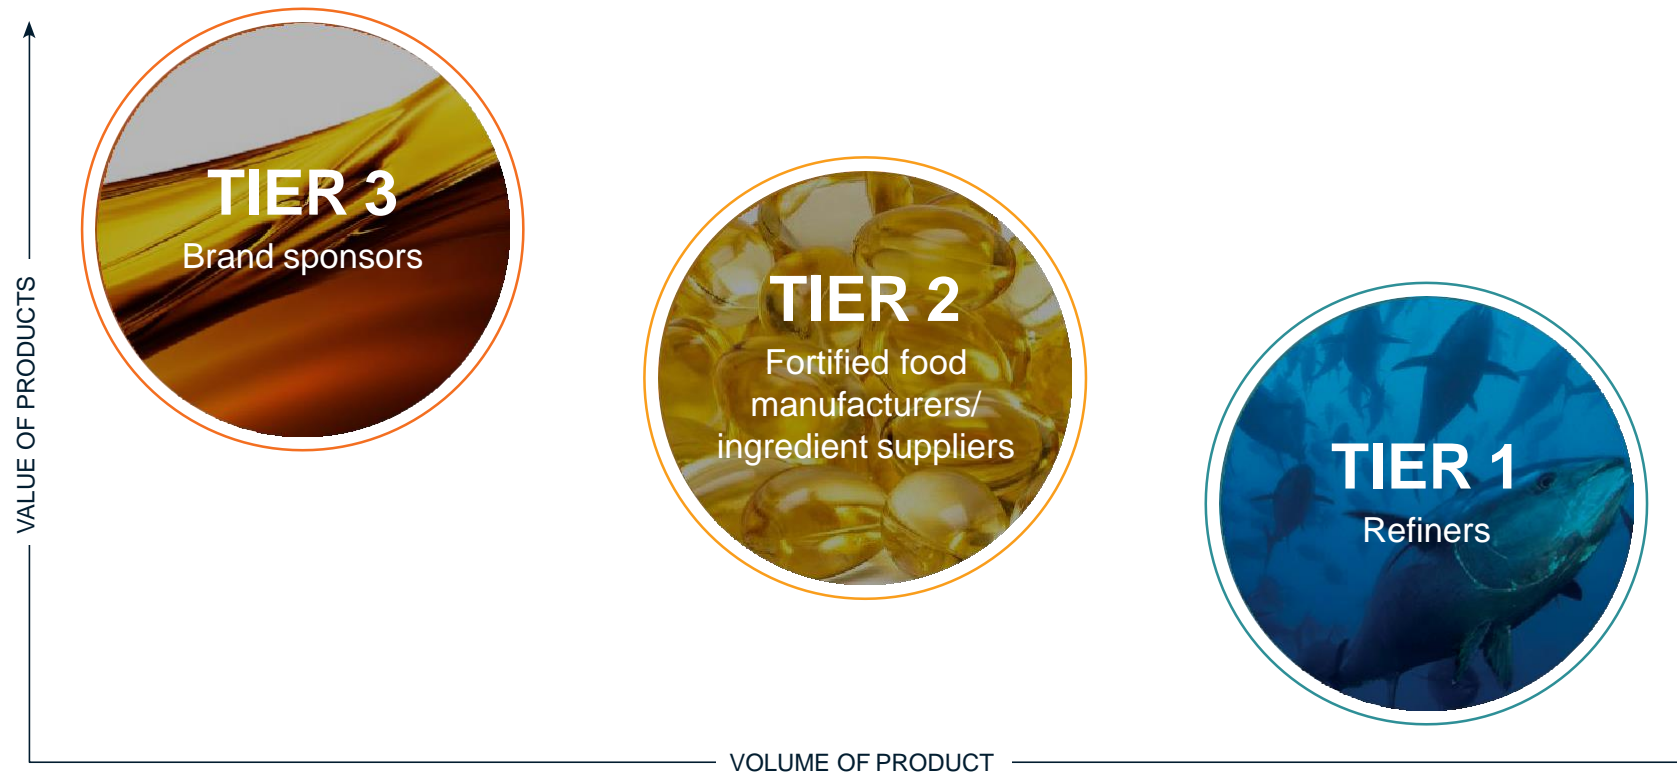 TIER 3
Brand sponsors
TIER 2
Fortified food
manufacturers/
ingredient suppliers
TIER 1
Refiners
VALUE OF PRODUCTS
VOLUME OF PRODUCT